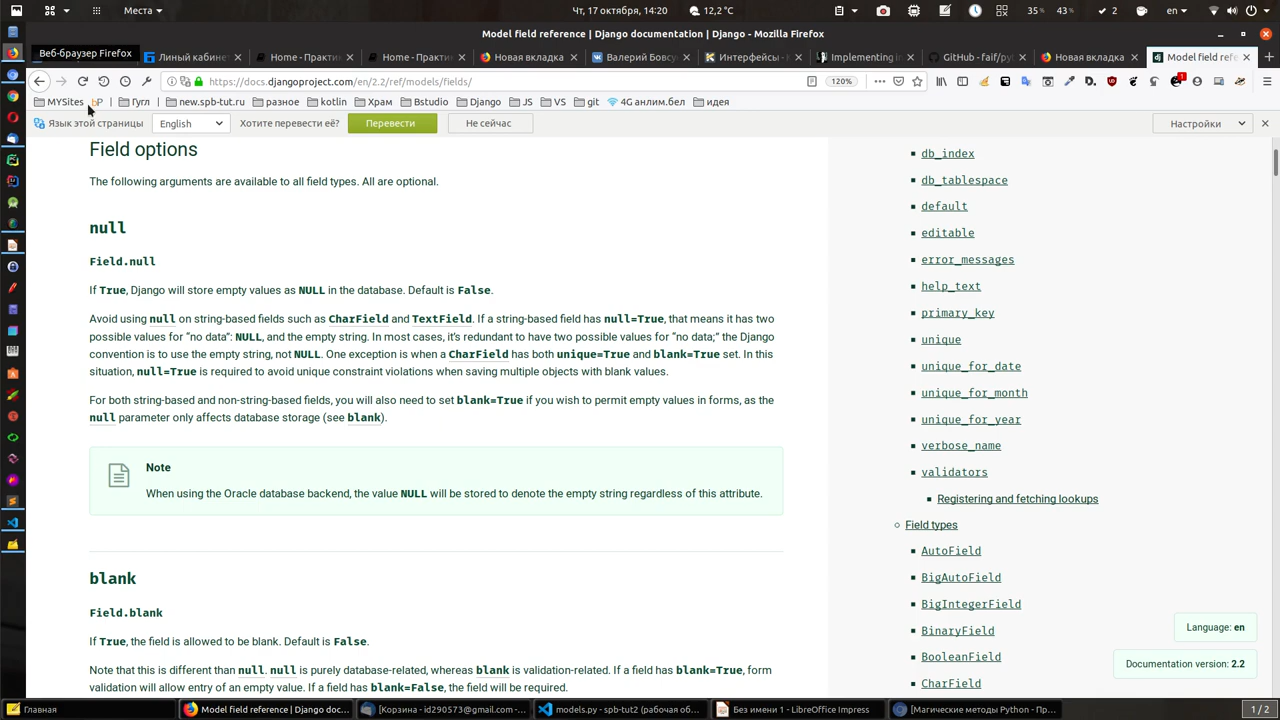 Места
Чт, 17 октября, 14:20
12,2°C
35 %
43 %
2
en
Model field reference | Django documentation | Django - Mozilla Firefox
Веб-браузер Firefox
Линый кабинет
Home - Практи
Home - Практи
Новая вкладка
Валерий Бовсу
Интерфейсы -
Implementing in
GitHub - faif/py
Новая вкладка
Model field refe
https://docs.djangoproject.com/en/2.2/ref/models/fields/
120%
MYSites
bP
Гугл
new.spb-tut.ru
разное
kotlin
Храм
Bstudio
Django
JS
VS
git
4G анлим.бел
идея
Язык этой страницы
English
Хотите перевести её?
Перевести
Не сейчас
Настройки
Field options
The following arguments are available to all field types. All are optional.
null
Field.null
If True, Django will store empty values as NULL in the database. Default is False.
Avoid using null on string-based fields such as CharField and TextField. If a string-based field has null=True, that means it has two
possible values for “no data”: NULL, and the empty string. In most cases, it’s redundant to have two possible values for “no data;” the Django
convention is to use the empty string, not NULL. One exception is when a CharField has both unique=True and blank=True set. In this
situation, null=True is required to avoid unique constraint violations when saving multiple objects with blank values.
For both string-based and non-string-based fields, you will also need to set blank=True if you wish to permit empty values in forms, as the
null parameter only affects database storage (see blank).
Note
When using the Oracle database backend, the value NULL will be stored to denote the empty string regardless of this attribute.
blank
Field.blank
If True, the field is allowed to be blank. Default is False.
Note that this is different than null. null is purely database-related, whereas blank is validation-related. If a field has blank=True, form
validation will allow entry of an empty value. If a field has blank=False, the field will be required.
db_index
db_tablespace
default
editable
error_messages
help_text
primary_key
unique
unique_for_date
unique_for_month
unique_for_year
verbose_name
validators
Registering and fetching lookups
Field types
AutoField
BigAutoField
BigIntegerField
BinaryField
BooleanField
CharField
Language: en
Documentation version: 2.2
Главная
Model field reference | Django doc...
[Корзина - id290573@gmail.com -...
models.py - spb-tut2 (рабочая об...
Без имени 1 - LibreOffice Impress
[Магические методы Python - Пр...
1 / 2